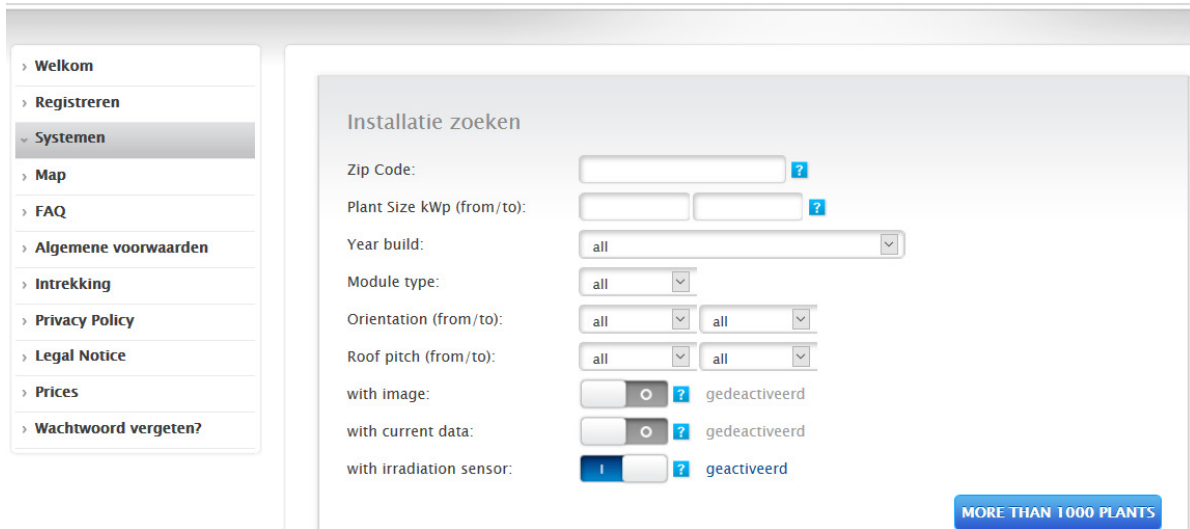 Welkom
Registreren
Systemen
Map
FAQ
Algemene voorwaarden
Intrekking
Privacy Policy
Legal Notice
Prices
Wachtwoord vergeten?
Installatie zoeken
Zip Code: ?
Plant Size kWp (from/to): ?
Year build: all
Module type: all
Orientation (from/to): all all
Roof pitch (from/to): all all
with image: O ? gedeactiveerd
with current data: O ? gedeactiveerd
with irradiation sensor: I ? geactiveerd
MORE THAN 1000 PLANTS